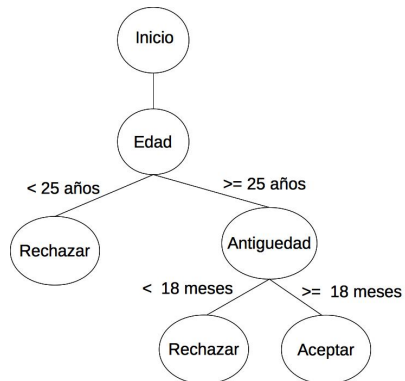 Inicio
Edad
< 25 años
>= 25 años
Rechazar
Antiguedad
< 18 meses
>= 18 meses
Rechazar
Aceptar